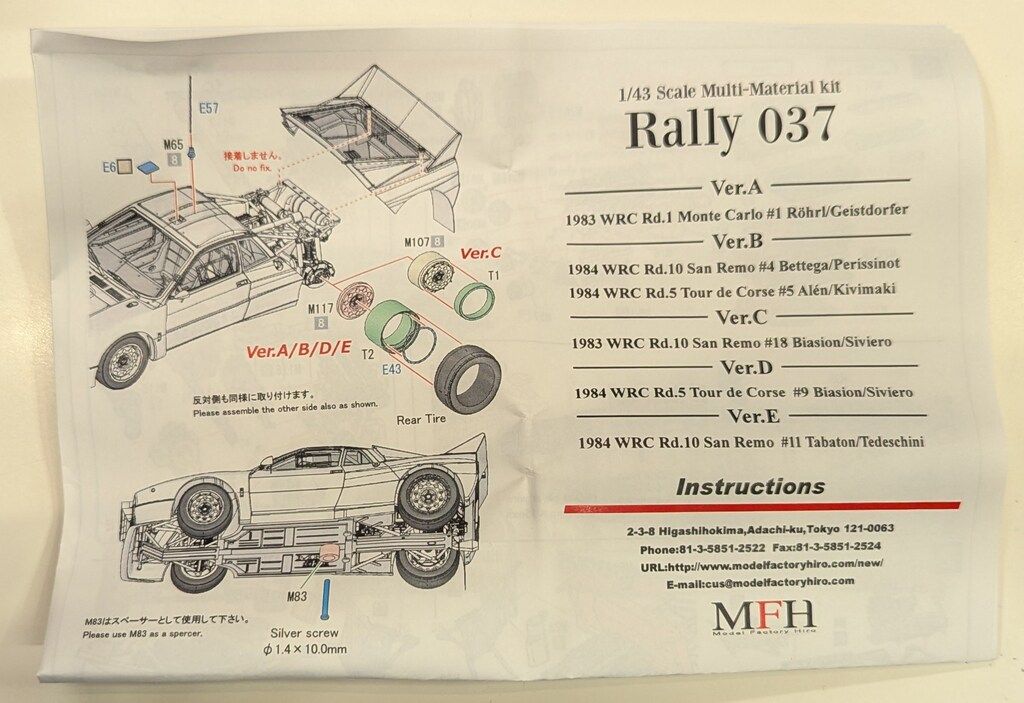 E57
M65
8
E6
接着しません。
Do no fix.
M107 8
Ver.C
T1
M117
8
Ver.A/B/D/E
T2
E43
反対側も同様に取り付けます。
Please assemble the other side also as shown.
Rear Tire
M83
M83はスペーサーとして使用して下さい。
Please use M83 as a spercer.
Silver screw
φ1.4×10.0mm
1/43 Scale Multi-Material kit
Rally 037
Ver.A
1983 WRC Rd.1 Monte Carlo #1 Röhrl/Geistdorfer
Ver.B
1984 WRC Rd.10 San Remo #4 Bettega/Perissinot
1984 WRC Rd.5 Tour de Corse #5 Alén/Kivimaki
Ver.C
1983 WRC Rd.10 San Remo #18 Biasion/Siviero
Ver.D
1984 WRC Rd.5 Tour de Corse #9 Biasion/Siviero
Ver.E
1984 WRC Rd.10 San Remo #11 Tabaton/Tedeschini
Instructions
2-3-8 Higashihokima,Adachi-ku,Tokyo 121-0063
Phone:81-3-5851-2522 Fax:81-3-5851-2524
URL:http://www.modelfactoryhiro.com/new/
E-mail:cus@modelfactoryhiro.com
MFH
Model Factory Hiro